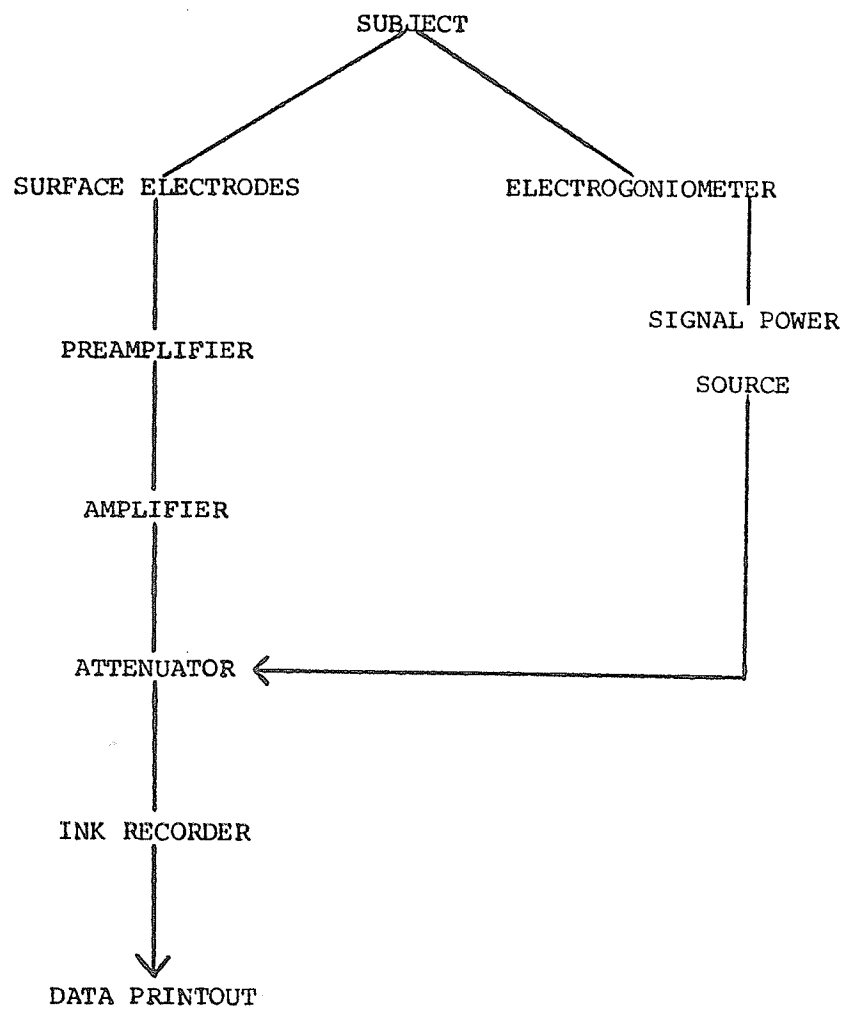 SUBJECT
SURFACE ELECTRODES
ELECTROGONIOMETER
SIGNAL POWER
SOURCE
PREAMPLIFIER
AMPLIFIER
ATTENUATOR
INK RECORDER
DATA PRINTOUT